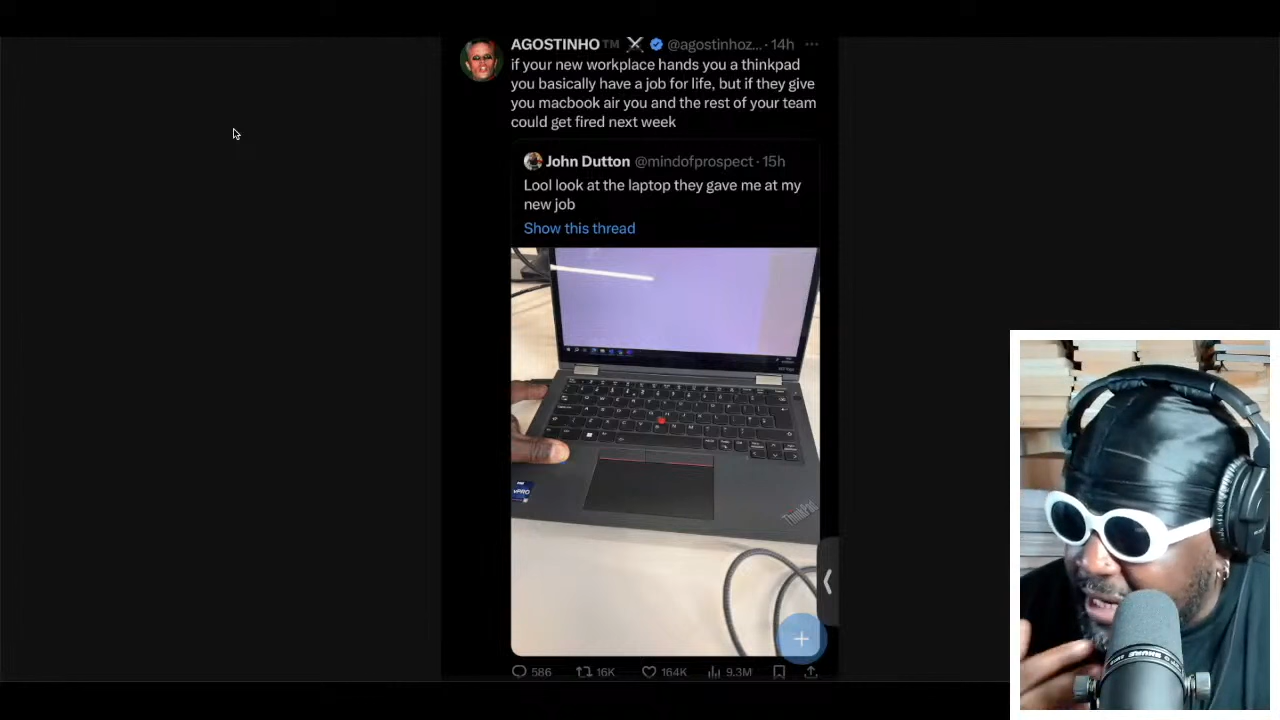 AGOSTINHO™ @agostinhoz... · 14h
if your new workplace hands you a thinkpad
you basically have a job for life, but if they give
you macbook air you and the rest of your team
could get fired next week
John Dutton @mindofprospect · 15h
Lool look at the laptop they gave me at my
new job
Show this thread
vPRO
ThinkPad
586 16K 164K 9.3M
SHURE